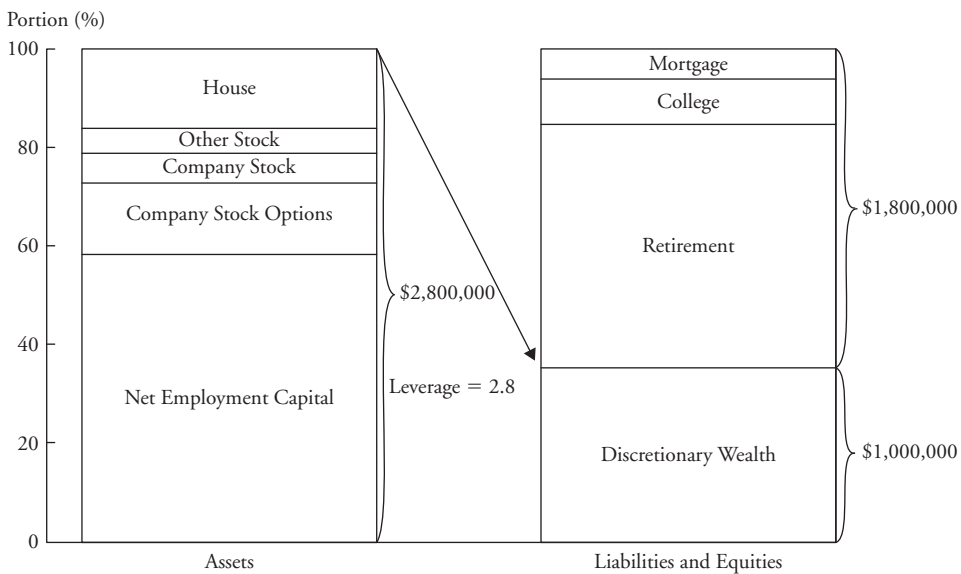 Portion (%)
100
80
60
40
20
0
House
Other Stock
Company Stock
Company Stock Options
Net Employment Capital
Assets
$2,800,000
Leverage = 2.8
Mortgage
College
Retirement
Discretionary Wealth
Liabilities and Equities
$1,800,000
$1,000,000